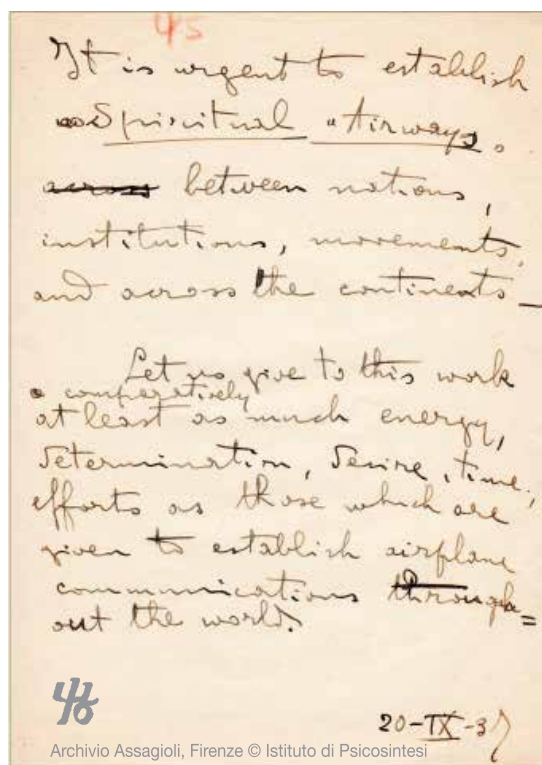 45
It is urgent to establish
Spiritual "Airways.
across between nations,
institutions, movements,
and across the continents—
Let us give to this work
comparatively
at least as much energy,
determination, desire, time,
efforts as those which are
given to establish airplane
communications through=
out the world.
20-IX-37
Archivio Assagioli, Firenze © Istituto di Psicosintesi